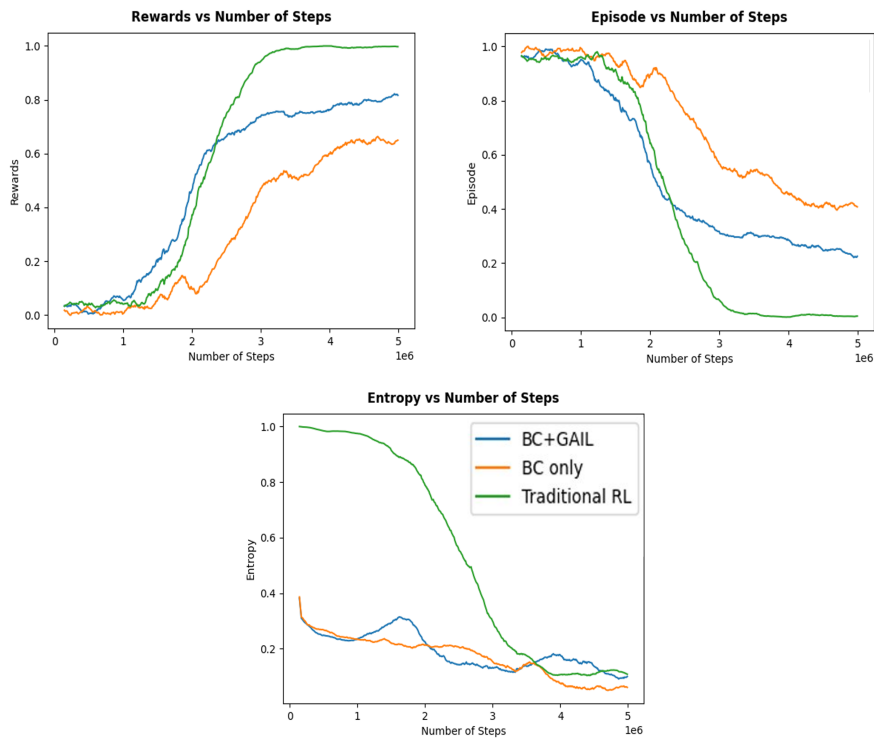 Rewards vs Number of Steps
1.0
0.8
0.6
0.4
0.2
0.0
Rewards
0 1 2 3 4 5
1e6
Number of Steps
Episode vs Number of Steps
1.0
0.8
0.6
0.4
0.2
0.0
Episode
0 1 2 3 4 5
1e6
Number of Steps
Entropy vs Number of Steps
1.0
0.8
0.6
0.4
0.2
Entropy
BC+GAIL
BC only
Traditional RL
0 1 2 3 4 5
1e6
Number of Steps